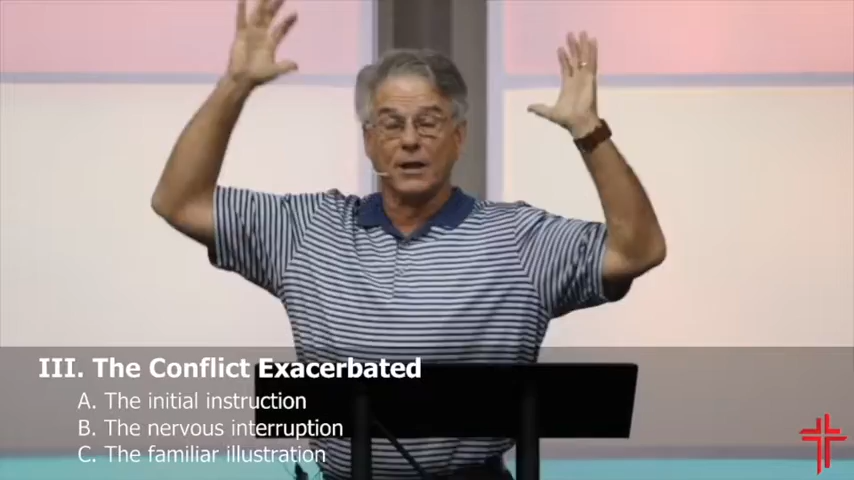 III. The Conflict Exacerbated
A. The initial instruction
B. The nervous interruption
C. The familiar illustration